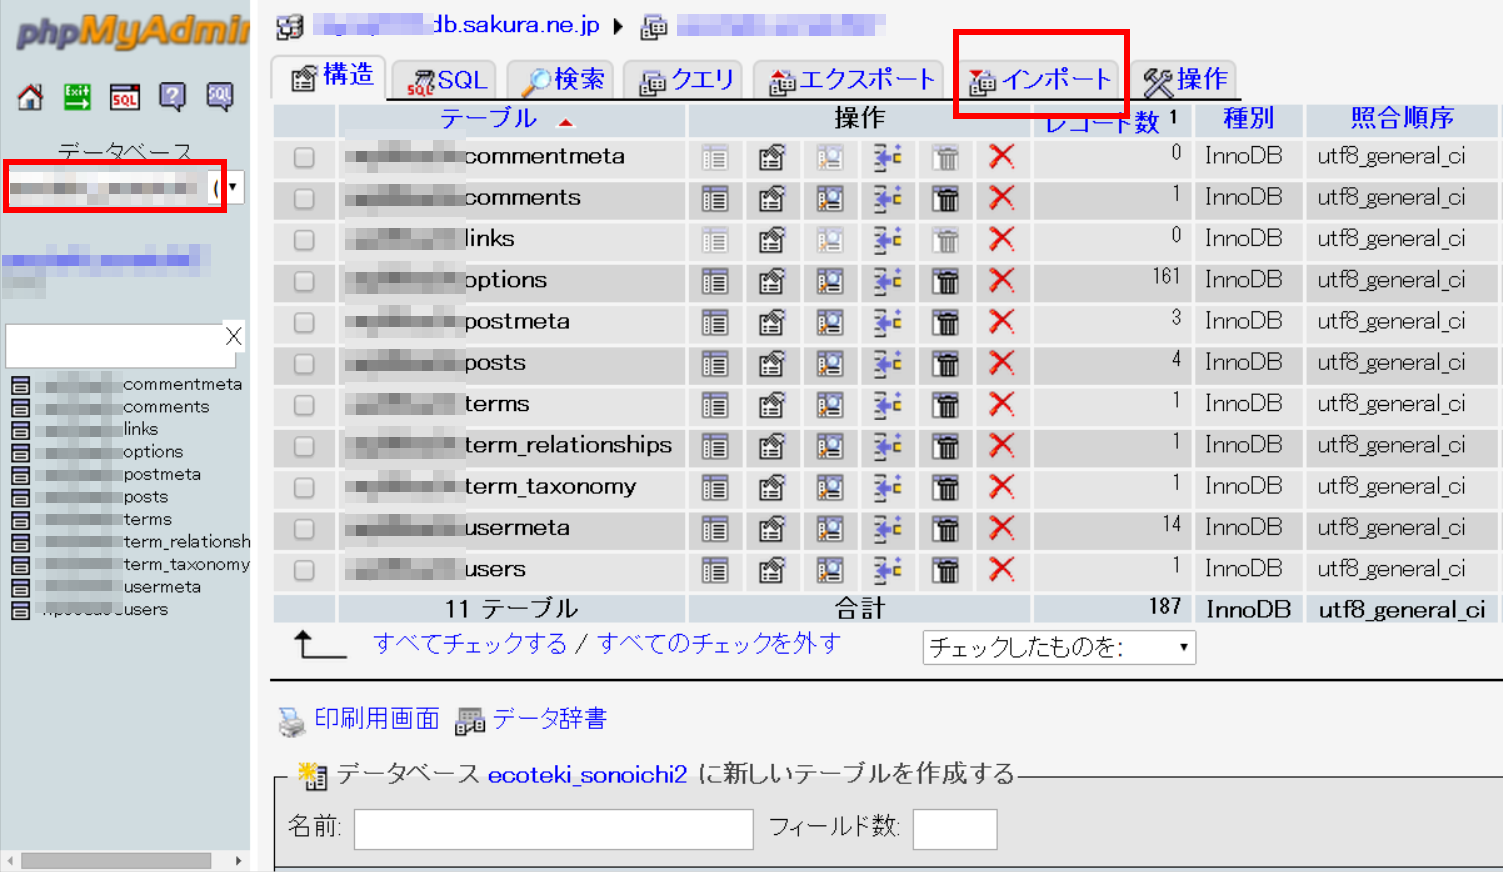 phpMyAdmin
db.sakura.ne.jp
Exit
SQL
?
SQL
構造
SQL
検索
クエリ
エクスポート
インポート
操作
データベース
(
X
commentmeta
comments
links
options
postmeta
posts
terms
term_relationsh
term_taxonomy
usermeta
users
テーブル 操作 レコード数 1 種別 照合順序
commentmeta 0 InnoDB utf8_general_ci
comments 1 InnoDB utf8_general_ci
links 0 InnoDB utf8_general_ci
options 161 InnoDB utf8_general_ci
postmeta 3 InnoDB utf8_general_ci
posts 4 InnoDB utf8_general_ci
terms 1 InnoDB utf8_general_ci
term_relationships 1 InnoDB utf8_general_ci
term_taxonomy 1 InnoDB utf8_general_ci
usermeta 14 InnoDB utf8_general_ci
users 1 InnoDB utf8_general_ci
11 テーブル 合計 187 InnoDB utf8_general_ci
すべてチェックする / すべてのチェックを外す チェックしたものを:
印刷用画面 データ辞書
データベース ecoteki_sonoichi2 に新しいテーブルを作成する
名前: フィールド数: